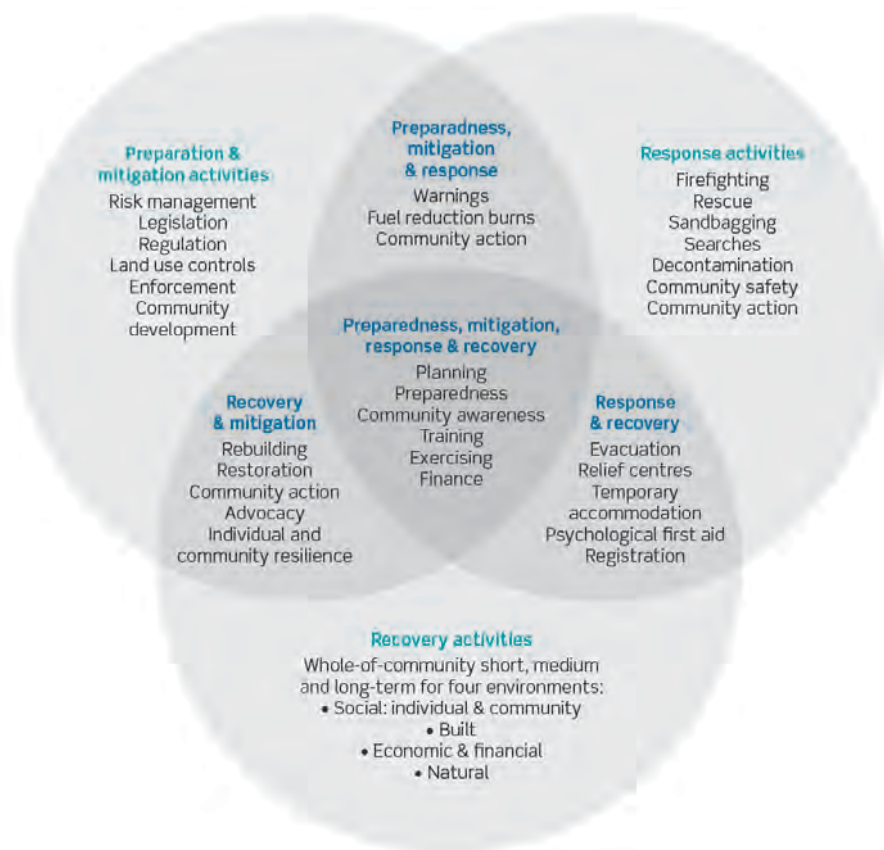 Preparation &
mitigation activities
Risk management
Legislation
Regulation
Land use controls
Enforcement
Community
development
Preparadness,
mitigation
& response
Warnings
Fuel reduction burns
Community action
Response activities
Firefighting
Rescue
Sandbagging
Searches
Decontamination
Community safety
Community action
Preparedness, mitigation,
response & recovery
Planning
Preparedness
Community awareness
Training
Exercising
Finance
Recovery
& mitigation
Rebuilding
Restoration
Community action
Advocacy
Individual and
community resilience
Response
& recovery
Evacuation
Relief centres
Temporary
accommodation
Psychological first aid
Registration
Recovery activities
Whole-of-community short, medium
and long-term for four environments:
• Social: individual & community
• Built
• Economic & financial
• Natural